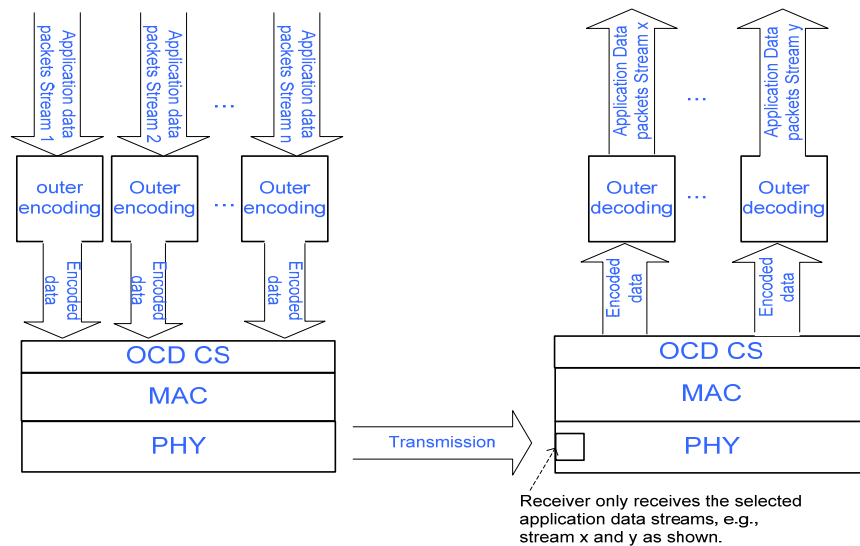 Application data
packets Stream 1
Application data
packets Stream 2
...
Application data
packets Stream n
outer
encoding
Outer
encoding
...
Outer
encoding
Encoded
data
Encoded
data
Encoded
data
OCD CS
MAC
PHY
Transmission
Application Data
packets Stream x
...
Application Data
packets Stream y
Outer
decoding
...
Outer
decoding
Encoded
data
Encoded
data
OCD CS
MAC
PHY
Receiver only receives the selected
application data streams, e.g.,
stream x and y as shown.